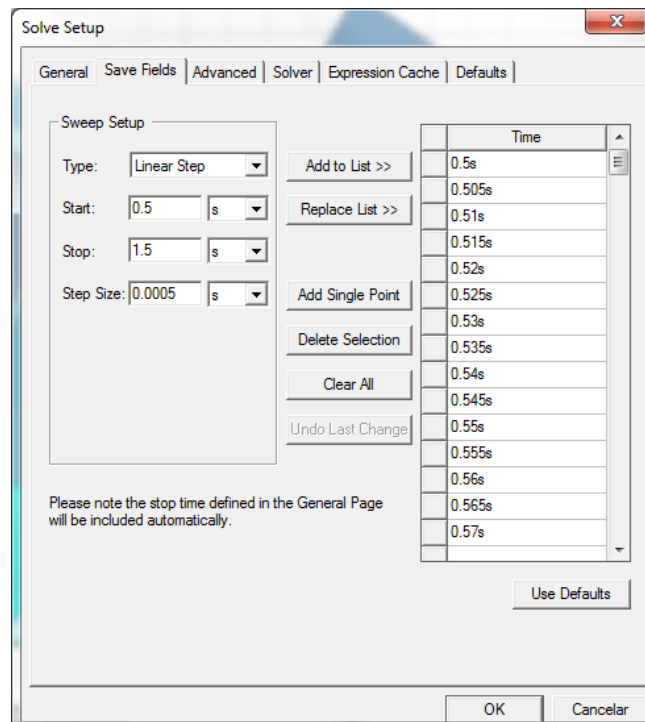 Solve Setup
x
General Save Fields Advanced Solver Expression Cache Defaults
Sweep Setup
Type: Linear Step
Start: 0.5 s
Stop: 1.5 s
Step Size: 0.0005 s
Add to List >>
Replace List >>
Add Single Point
Delete Selection
Clear All
Undo Last Change
Time
0.5s
0.505s
0.51s
0.515s
0.52s
0.525s
0.53s
0.535s
0.54s
0.545s
0.55s
0.555s
0.56s
0.565s
0.57s
Please note the stop time defined in the General Page
will be included automatically.
Use Defaults
OK Cancelar